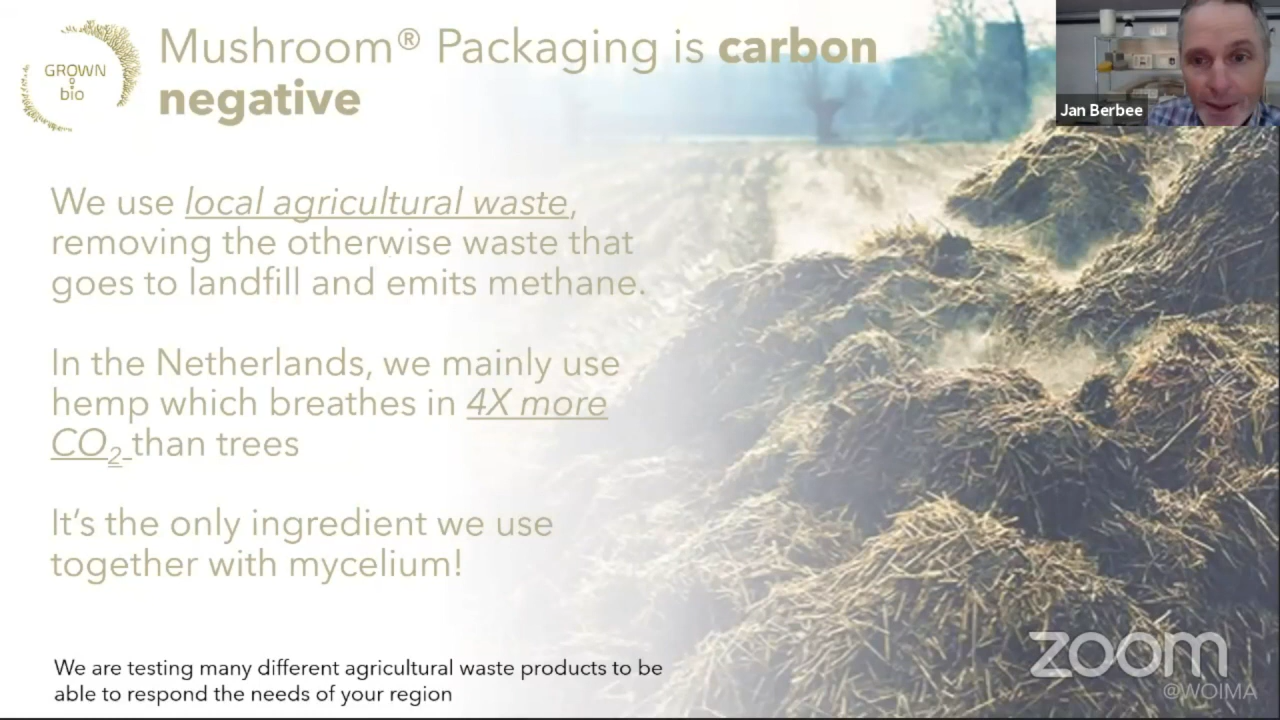 GROWN
bio
Mushroom® Packaging is carbon
negative
Jan Berbee
We use local agricultural waste,
removing the otherwise waste that
goes to landfill and emits methane.
In the Netherlands, we mainly use
hemp which breathes in 4X more
CO₂ than trees
It's the only ingredient we use
together with mycelium!
We are testing many different agricultural waste products to be
able to respond the needs of your region
zoom
@WOIMA